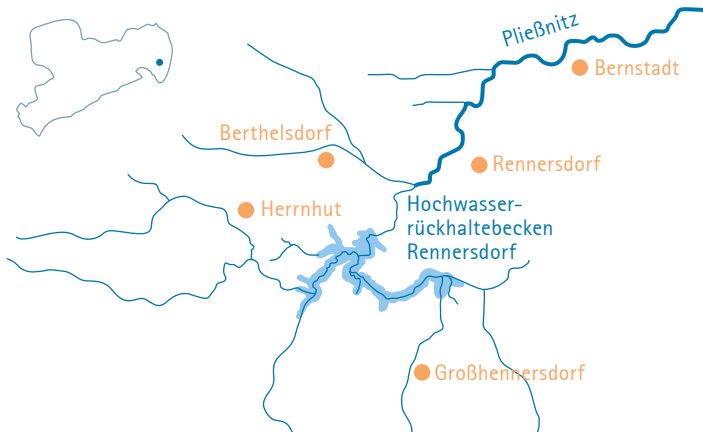 Pließnitz
Bernstadt
Berthelsdorf
Rennersdorf
Herrnhut
Hochwasser-
rückhaltebecken
Rennersdorf
Großhennersdorf